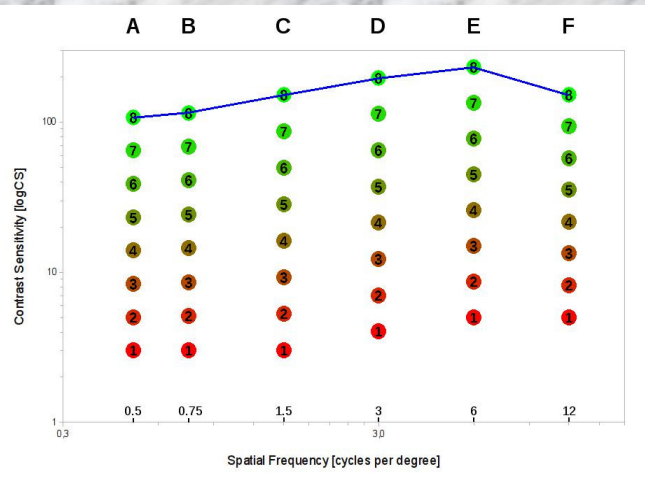 A B C D E F
8
8 8
8 8 8
100
7 7 7
7 7 7
6
6 6 6
6 6
5 5
5 5
5 5
4
4 4
4
4 4
3
3 3
10
3
3 3
2 2
2
2 2 2
1 1
1
1 1 1
0.5 0.75 1.5 3 6 12
1
0.3 3.0
Contrast Sensitivity [logCS]
Spatial Frequency [cycles per degree]